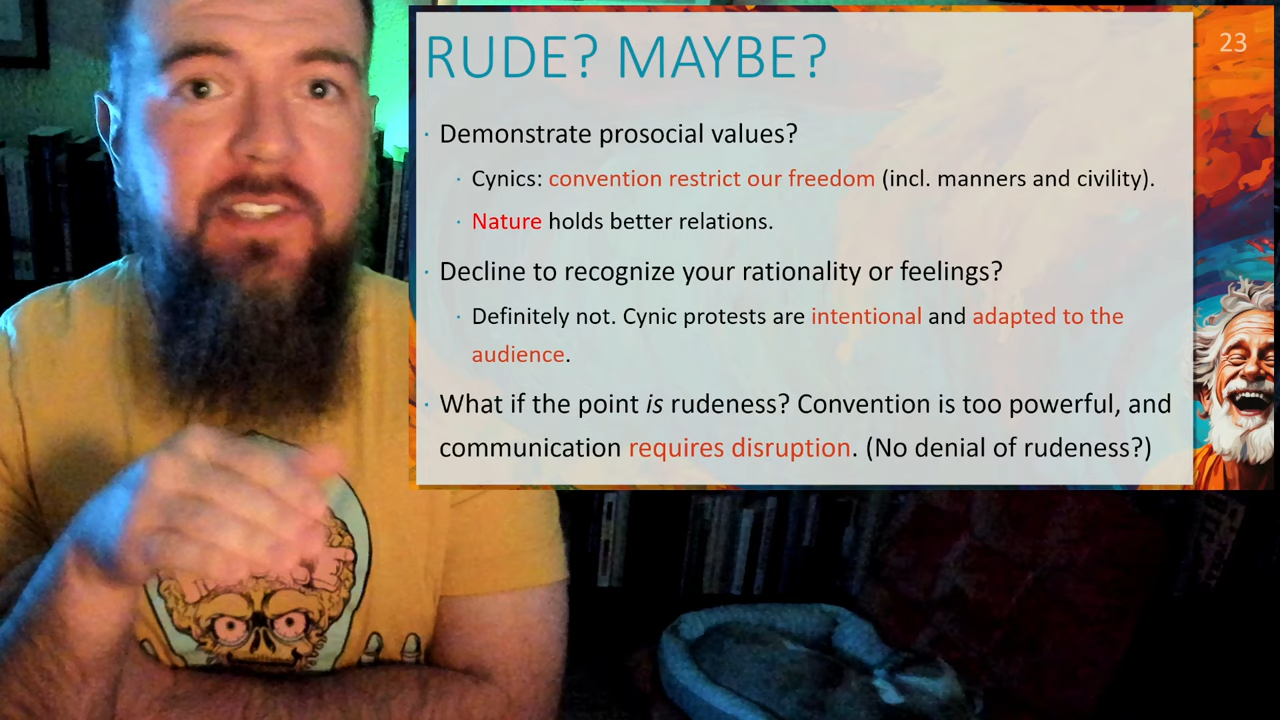 RUDE? MAYBE?
23
· Demonstrate prosocial values?
· Cynics: convention restrict our freedom (incl. manners and civility).
· Nature holds better relations.
· Decline to recognize your rationality or feelings?
· Definitely not. Cynic protests are intentional and adapted to the
audience.
· What if the point is rudeness? Convention is too powerful, and
communication requires disruption. (No denial of rudeness?)